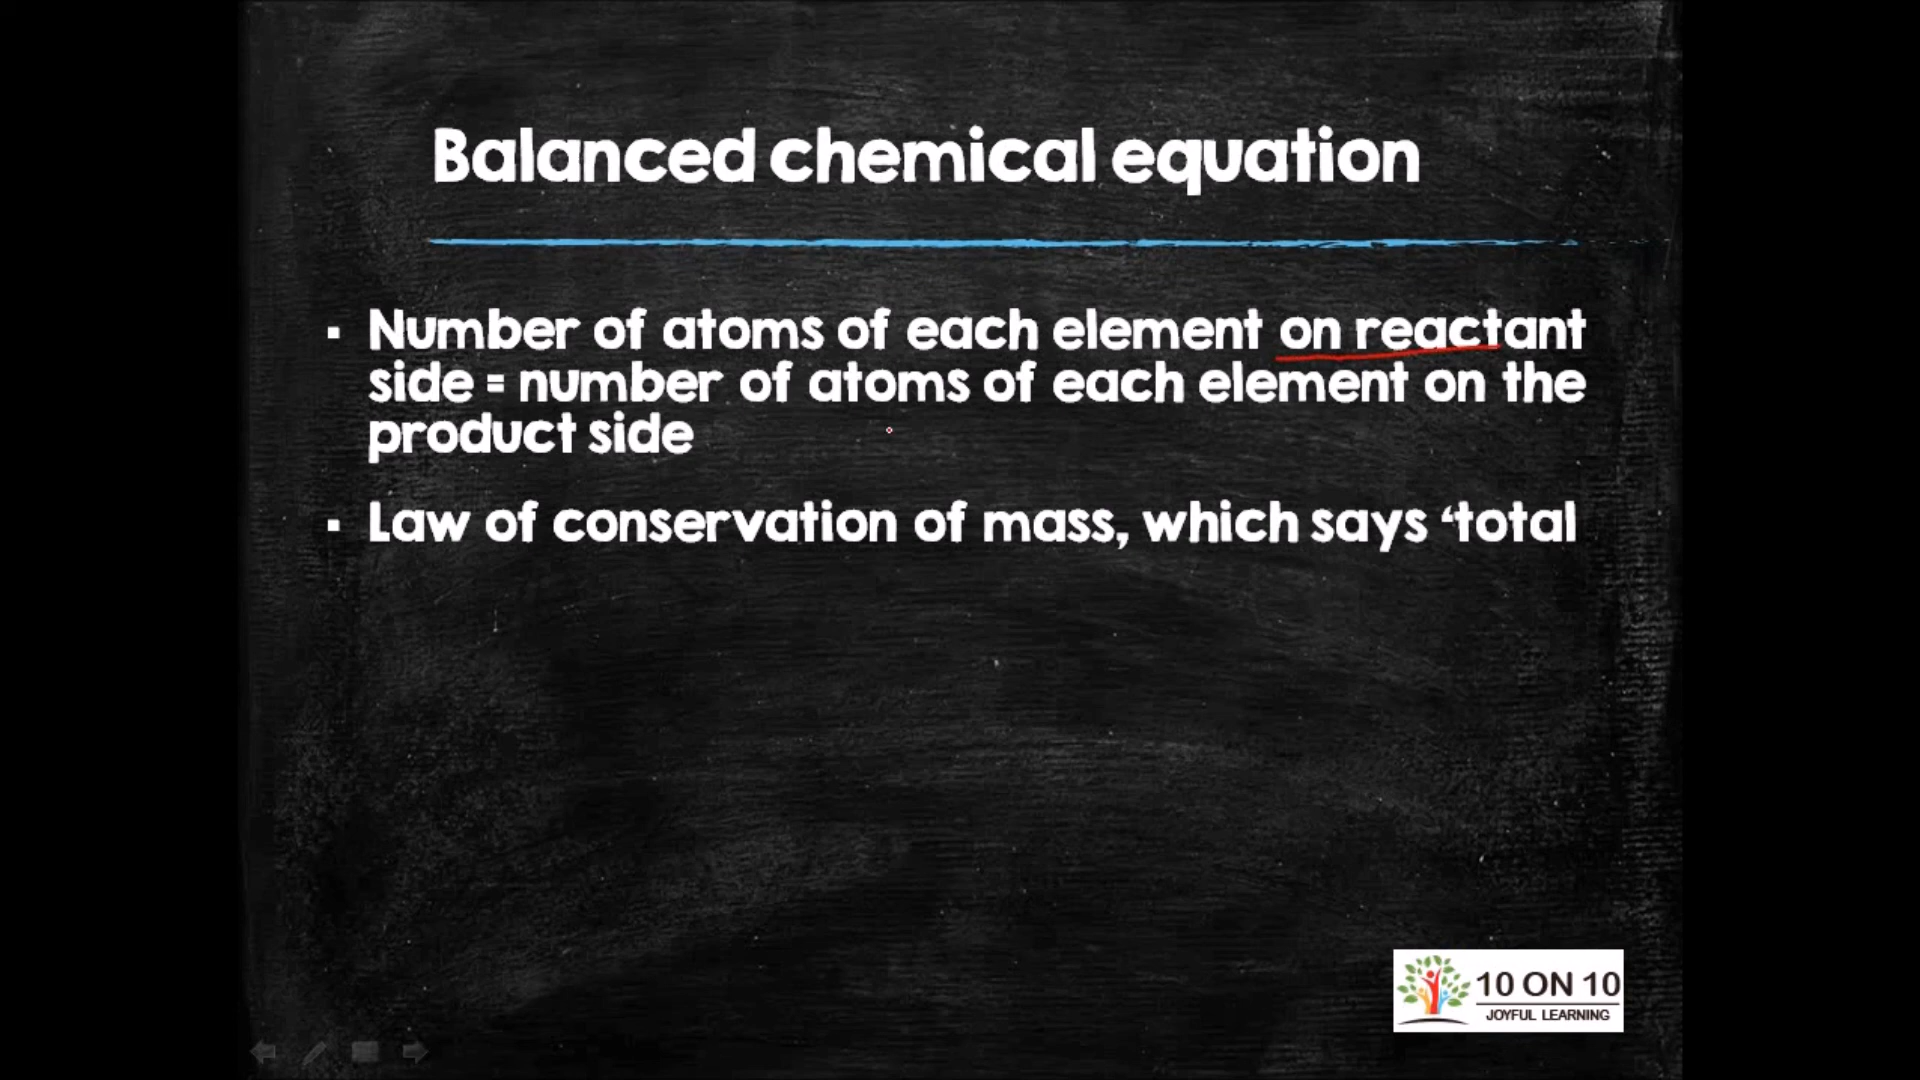 Balanced chemical equation
▪ Number of atoms of each element on reactant
side = number of atoms of each element on the
product side
▪ Law of conservation of mass, which says ‘total
10 ON 10
JOYFUL LEARNING